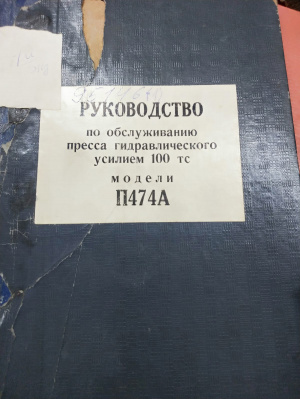 РУКОВОДСТВО
по обслуживанию
пресса гидравлического
усилием 100 тс
модели
П474А